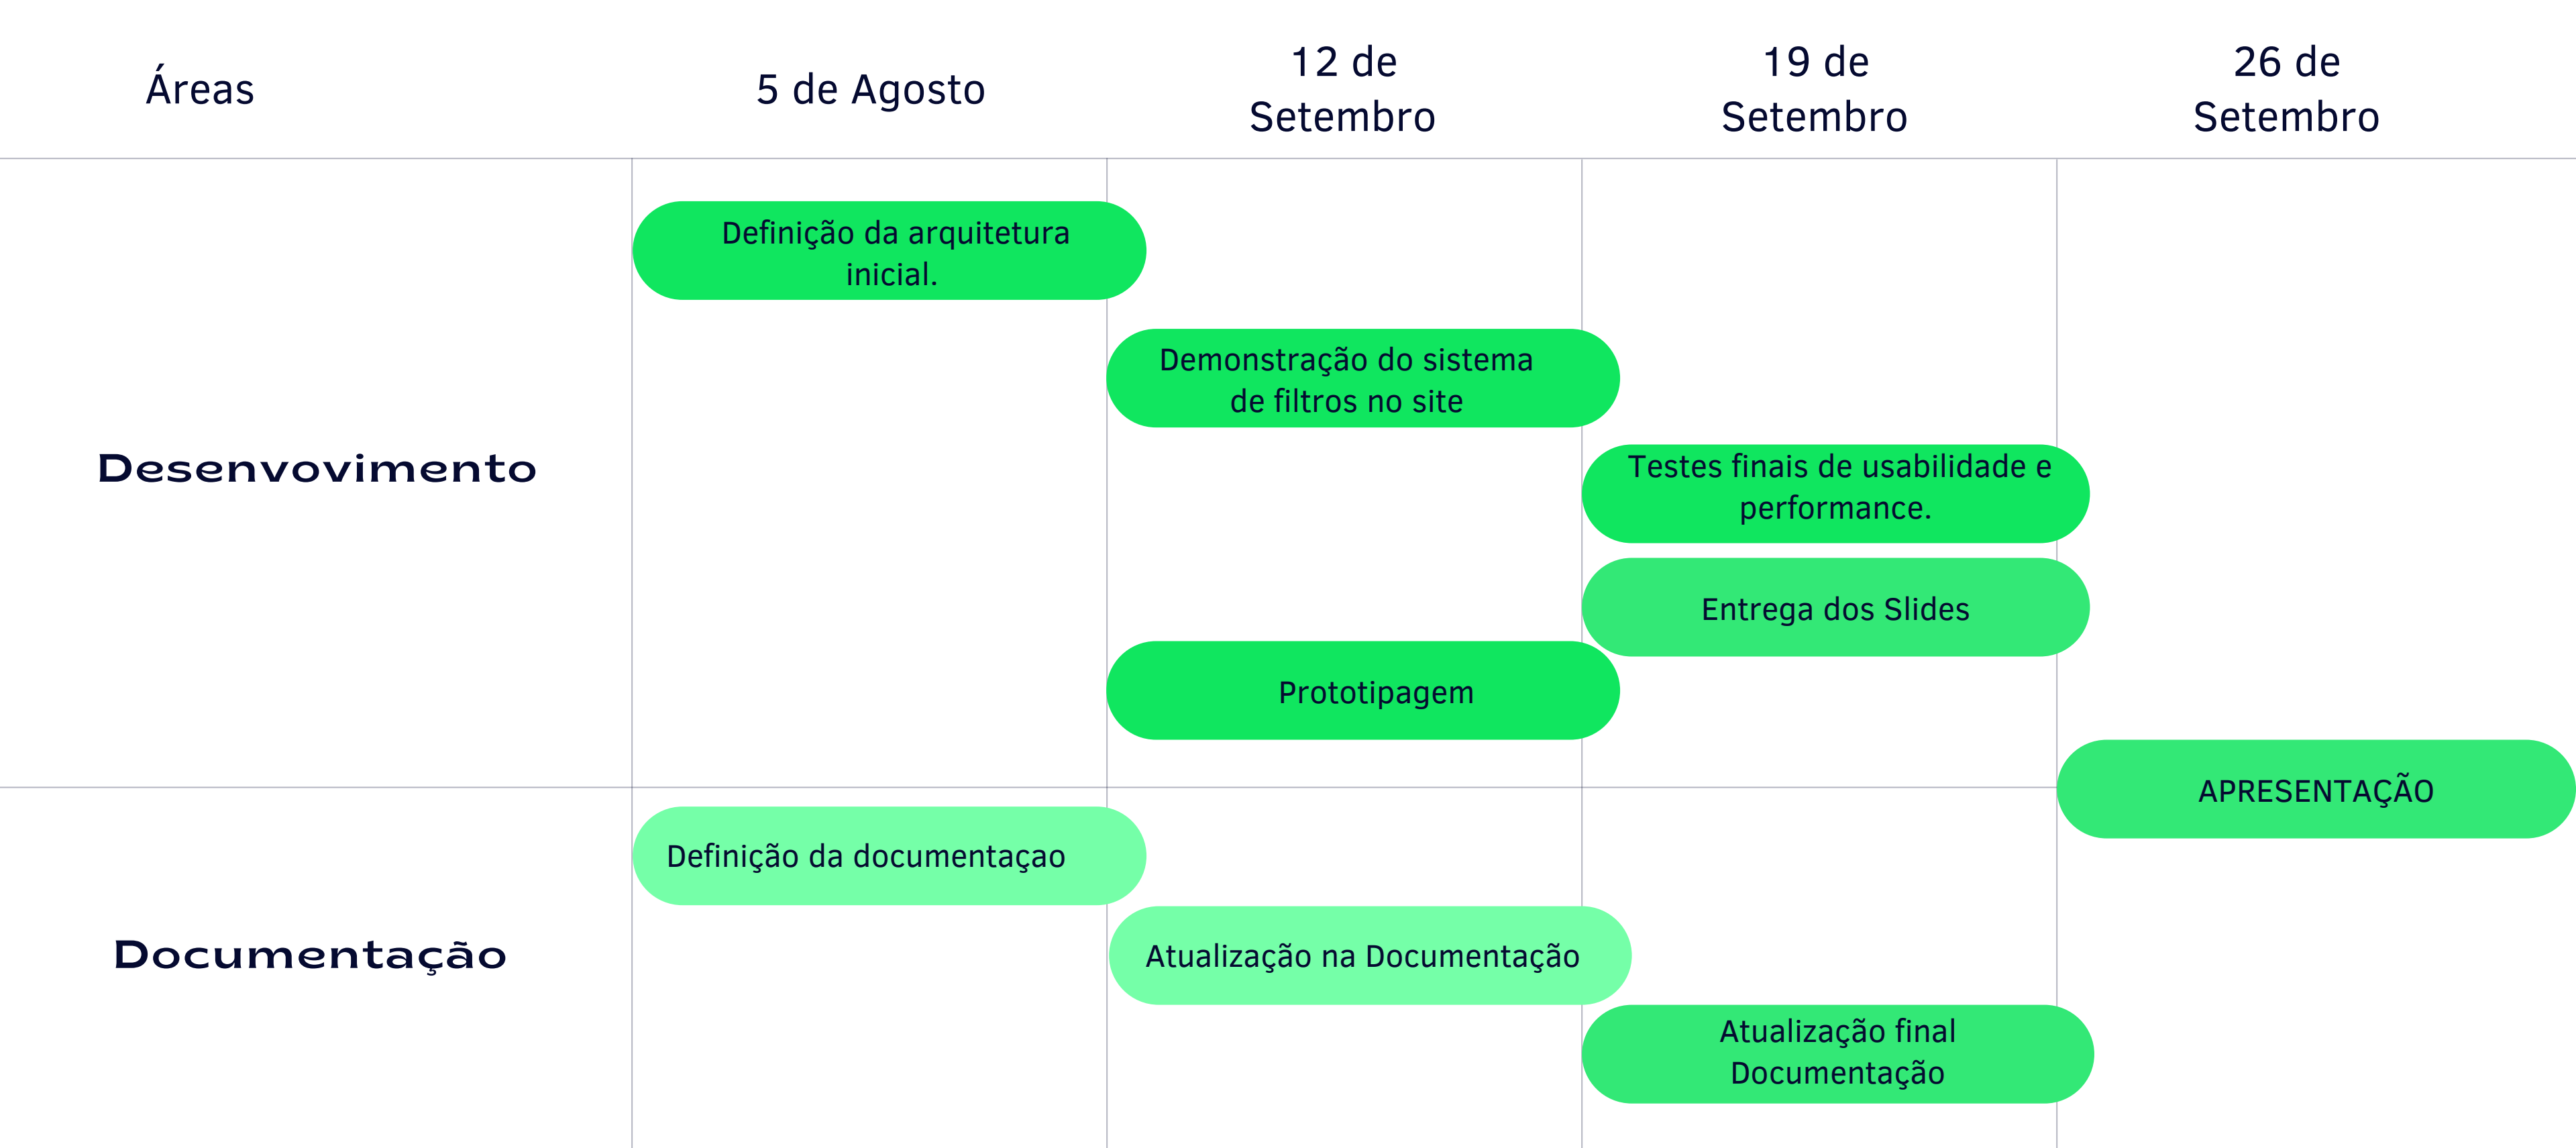 Áreas
5 de Agosto
12 de
Setembro
19 de
Setembro
26 de
Setembro
Definição da arquitetura
inicial.
Demonstração do sistema
de filtros no site
Desenvovimento
Testes finais de usabilidade e
performance.
Entrega dos Slides
Prototipagem
APRESENTAÇÃO
Definição da documentaçao
Documentação
Atualização na Documentação
Atualização final
Documentação